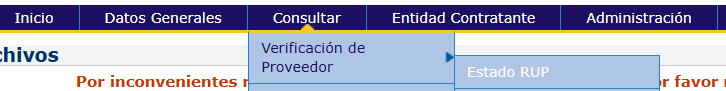 Inicio Datos Generales Consultar Entidad Contratante Administración
chivos Verificación de
Proveedor Estado RUP
Por inconvenientes r favor